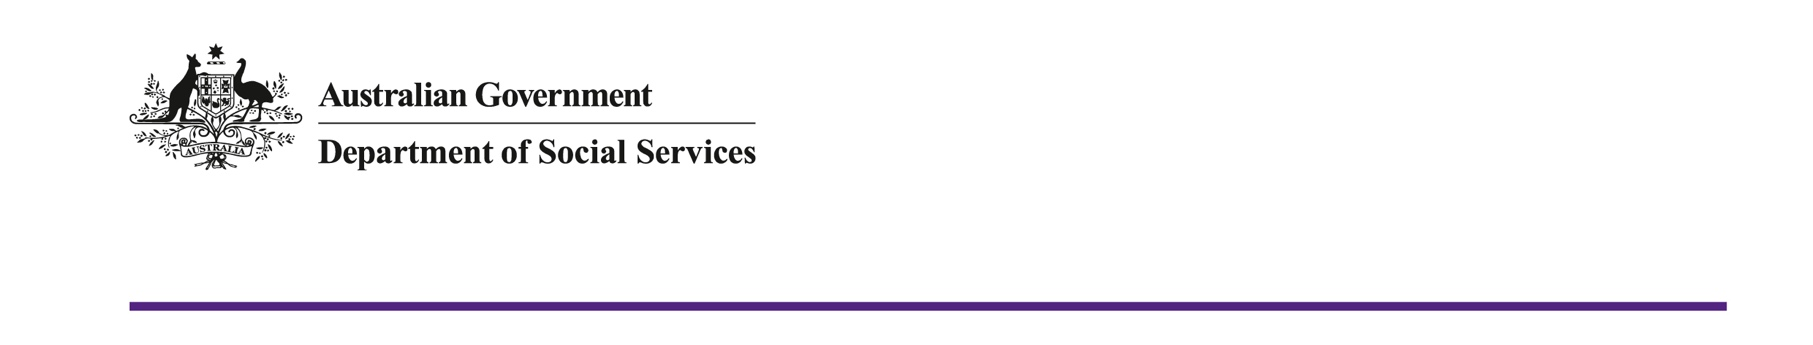 Australian Government
Department of Social Services
AUSTRALIA